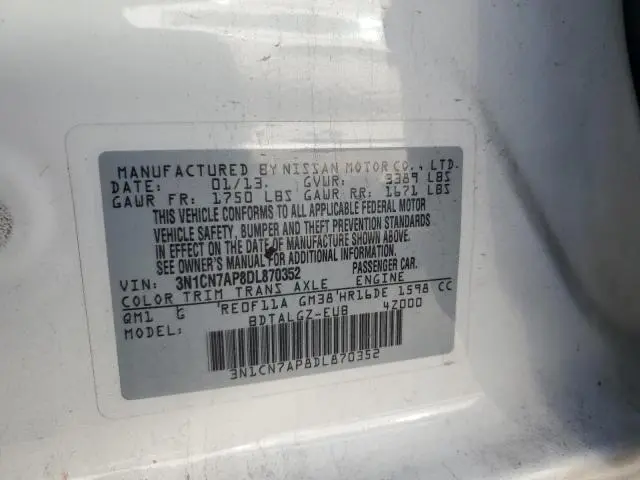 MANUFACTURED BY NISSAN MOTOR CO., LTD.
DATE: 01/13. GVWR: 3389 LBS
GAWR FR: 1750 LBS GAWR RR: 1671 LBS
THIS VEHICLE CONFORMS TO ALL APPLICABLE FEDERAL MOTOR
VEHICLE SAFETY, BUMPER AND THEFT PREVENTION STANDARDS
IN EFFECT ON THE DATE OF MANUFACTURE SHOWN ABOVE.
SEE OWNER'S MANUAL FOR ADDITIONAL INFORMATION.
VIN: 3N1CN7AP8DL870352 PASSENGER CAR.
COLOR TRIM TRANS AXLE ENGINE
QM1 G RE0F11A GM38 HR16DE 1598 CC
MODEL: BDTALGZ-EUB 4Z000
3N1CN7AP8DL870352